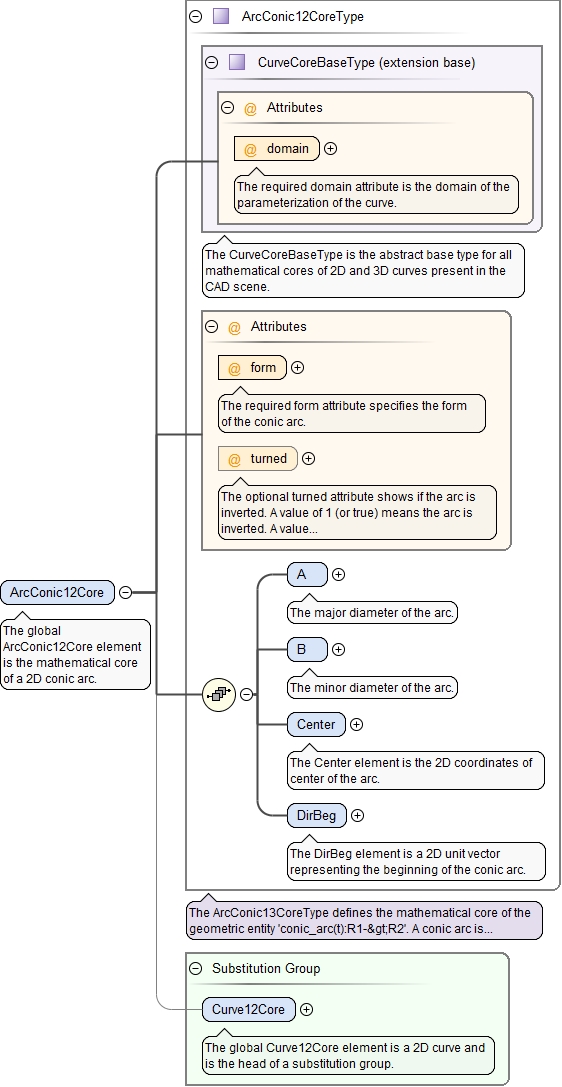 ArcConic12CoreType
CurveCoreBaseType (extension base)
@ Attributes
@ domain
The required domain attribute is the domain of the
parameterization of the curve.
The CurveCoreBaseType is the abstract base type for all
mathematical cores of 2D and 3D curves present in the
CAD scene.
@ Attributes
@ form
The required form attribute specifies the form
of the conic arc.
@ turned
The optional turned attribute shows if the arc is
inverted. A value of 1 (or true) means the arc is
inverted. A value...
ArcConic12Core
The global
ArcConic12Core element
is the mathematical core
of a 2D conic arc.
A
The major diameter of the arc.
B
The minor diameter of the arc.
Center
The Center element is the 2D coordinates of
center of the arc.
DirBeg
The DirBeg element is a 2D unit vector
representing the beginning of the conic arc.
The ArcConic13CoreType defines the mathematical core of the
geometric entity 'conic_arc(t):R1-&gt;R2'. A conic arc is...
Substitution Group
Curve12Core
The global Curve12Core element is a 2D curve and
is the head of a substitution group.